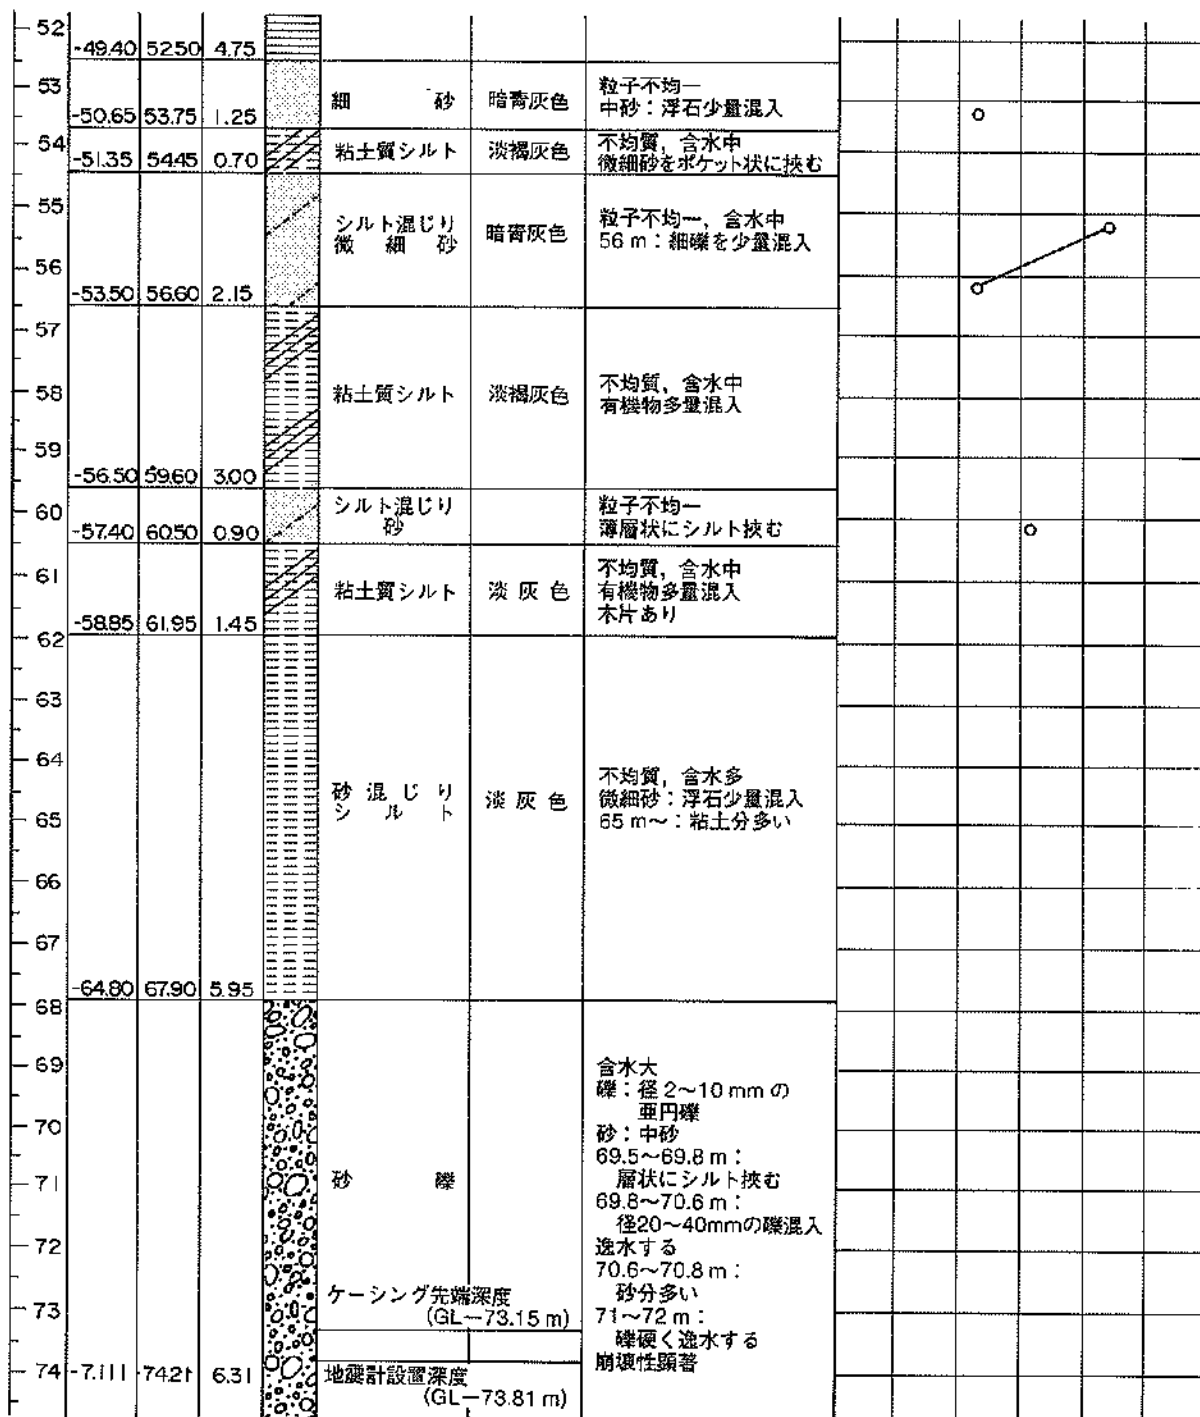 52
-49.40 52.50 4.75
53
細 砂 暗青灰色 粒子不均一
中砂：浮石少量混入
-50.65 53.75 1.25
54
粘土質シルト 淡褐灰色 不均質，含水中
微細砂をポケット状に挟む
-51.35 54.45 0.70
55
シルト混じり
微細砂 暗青灰色 粒子不均一，含水中
56 m：細礫を少量混入
56
-53.50 56.60 2.15
57
58
粘土質シルト 淡褐灰色 不均質，含水中
有機物多量混入
59
-56.50 59.60 3.00
60
シルト混じり
砂 粒子不均一
薄層状にシルト挟む
-57.40 60.50 0.90
61
粘土質シルト 淡灰色 不均質，含水中
有機物多量混入
木片あり
-58.85 61.95 1.45
62
63
64
砂混じり
シルト 淡灰色 不均質，含水多
微細砂：浮石少量混入
65 m～：粘土分多い
65
66
67
-64.80 67.90 5.95
68
69
含水大
礫：径 2～10 mm の
亜円礫
70
砂：中砂
69.5～69.8 m：
71
砂 礫 層状にシルト挟む
69.8～70.6 m：
径20～40mmの礫混入
72
逸水する
70.6～70.8 m：
砂分多い
ケーシング先端深度
(GL－73.15 m)
73
71～72 m：
礫硬く逸水する
崩壊性顕著
74 -7.111 74.21 6.31
地震計設置深度
(GL－73.81 m)